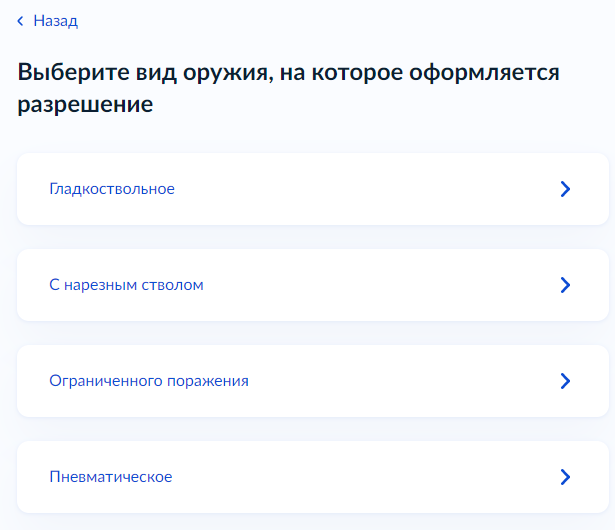 Назад
Выберите вид оружия, на которое оформляется
разрешение
Гладкоствольное
С нарезным стволом
Ограниченного поражения
Пневматическое